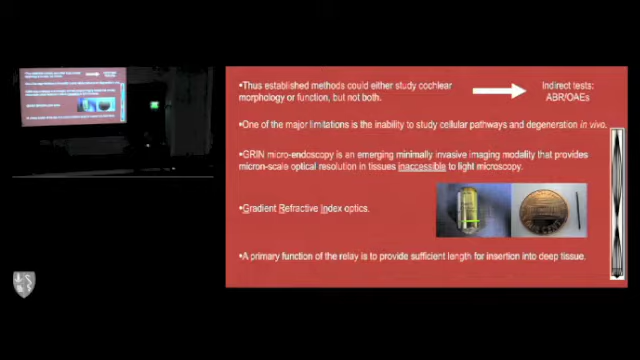 •Thus established methods could either study cochlear
morphology or function, but not both.
Indirect tests:
ABR/OAEs
•One of the major limitations is the inability to study cellular pathways and degeneration in vivo.
•GRIN micro-endoscopy is an emerging minimally invasive imaging modality that provides
micron-scale optical resolution in tissues inaccessible to light microscopy.
•Gradient Refractive Index optics.
•A primary function of the relay is to provide sufficient length for insertion into deep tissue.